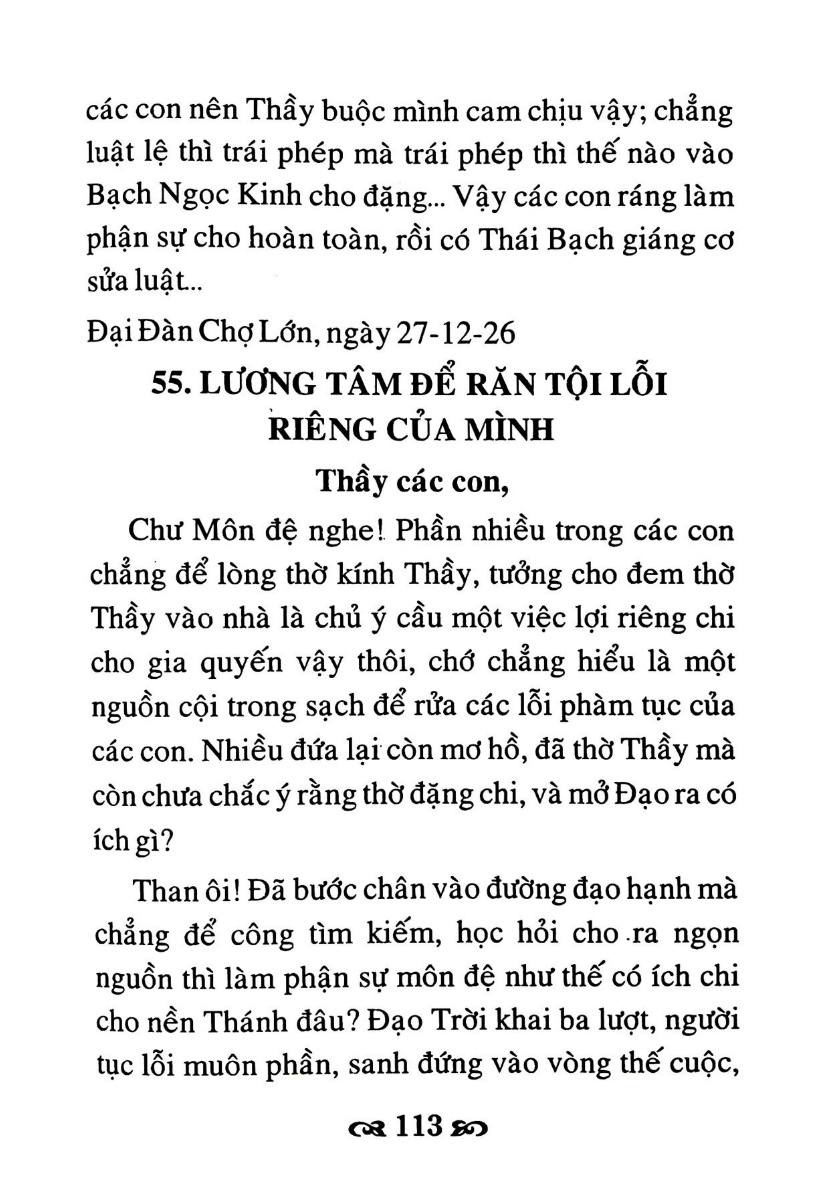 các con nên Thầy buộc mình cam chịu vậy; chẳng
luật lệ thì trái phép mà trái phép thì thế nào vào
Bạch Ngọc Kinh cho đặng... Vậy các con ráng làm
phận sự cho hoàn toàn, rồi có Thái Bạch giáng cơ
sửa luật...
Đại Đàn Chợ Lớn, ngày 27-12-26
55. LƯƠNG TÂM ĐỂ RĂN TỘI LỖI
RIÊNG CỦA MÌNH
Thầy các con,
Chư Môn đệ nghe! Phần nhiều trong các con
chẳng để lòng thờ kính Thầy, tưởng cho đem thờ
Thầy vào nhà là chủ ý cầu một việc lợi riêng chi
cho gia quyến vậy thôi, chớ chẳng hiểu là một
nguồn cội trong sạch để rửa các lỗi phàm tục của
các con. Nhiều đứa lại còn mơ hồ, đã thờ Thầy mà
còn chưa chắc ý rằng thờ đặng chi, và mở Đạo ra có
ích gì?
Than ôi! Đã bước chân vào đường đạo hạnh mà
chẳng để công tìm kiếm, học hỏi cho ra ngọn
nguồn thì làm phận sự môn đệ như thế có ích chi
cho nền Thánh đâu? Đạo Trời khai ba lượt, người
tục lỗi muôn phần, sanh đứng vào vòng thế cuộc,
113